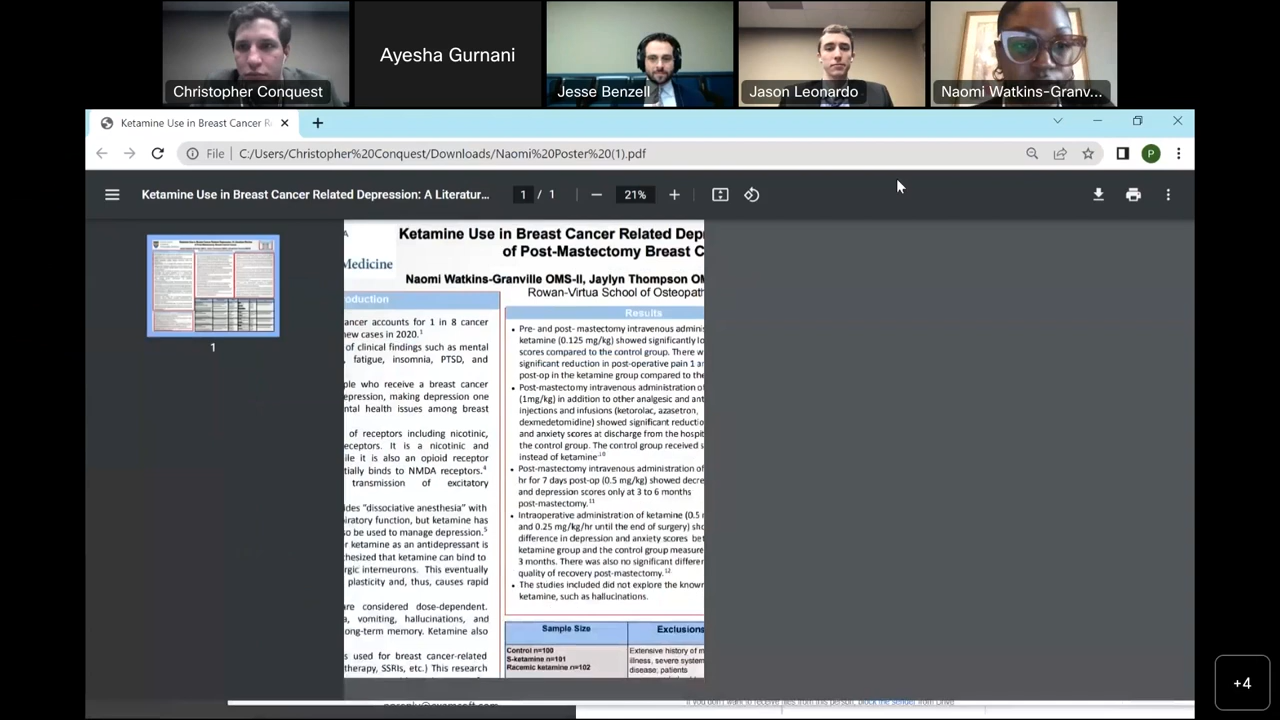 Christopher Conquest
Ayesha Gurnani
Jesse Benzell
Jason Leonardo
Naomi Watkins-Granv...
Ketamine Use in Breast Cancer R
File
C:/Users/Christopher%20Conquest/Downloads/Naomi%20Poster%20(1).pdf
P
Ketamine Use in Breast Cancer Related Depression: A Literatur...
1 / 1
21%
1
Medicine
Ketamine Use in Breast Cancer Related Dep
of Post-Mastectomy Breast C
Naomi Watkins-Granville OMS-II, Jaylyn Thompson OM
Rowan-Virtua School of Osteopath
oduction
ancer accounts for 1 in 8 cancer
new cases in 2020.1
of clinical findings such as mental
, fatigue, insomnia, PTSD, and
ple who receive a breast cancer
epression, making depression one
ntal health issues among breast
of receptors including nicotinic,
eceptors. It is a nicotinic and
ile it is also an opioid receptor
tially binds to NMDA receptors.4
transmission of excitatory
ides "dissociative anesthesia" with
iratory function, but ketamine has
so be used to manage depression.5
r ketamine as an antidepressant is
hesized that ketamine can bind to
rgic interneurons. This eventually
plasticity and, thus, causes rapid
are considered dose-dependent.
a, vomiting, hallucinations, and
ong-term memory. Ketamine also
s used for breast cancer-related
therapy, SSRIs, etc.) This research
Results
• Pre- and post- mastectomy intravenous admini
ketamine (0.125 mg/kg) showed significantly lo
scores compared to the control group. There w
significant reduction in post-operative pain 1 a
post-op in the ketamine group compared to the
• Post-mastectomy intravenous administration of
(1mg/kg) in addition to other analgesic and ant
injections and infusions (ketorolac, azasetron,
dexmedetomidine) showed significant reductio
and anxiety scores at discharge from the hospit
the control group. The control group received s
instead of ketamine10
• Post-mastectomy intravenous administration of
hr for 7 days post-op (0.5 mg/kg) showed decre
and depression scores only at 3 to 6 months
post-mastectomy.11
• Intraoperative administration of ketamine (0.5 m
and 0.25 mg/kg/hr until the end of surgery) sho
difference in depression and anxiety scores bet
ketamine group and the control group measure
3 months. There was also no significant differer
quality of recovery post-mastectomy.12
• The studies included did not explore the known
ketamine, such as hallucinations.
Sample Size
Exclusions
Control n=100
S-ketamine n=101
Racemic ketamine n=102
Extensive history of m
illness, severe system
disease; patients
+4